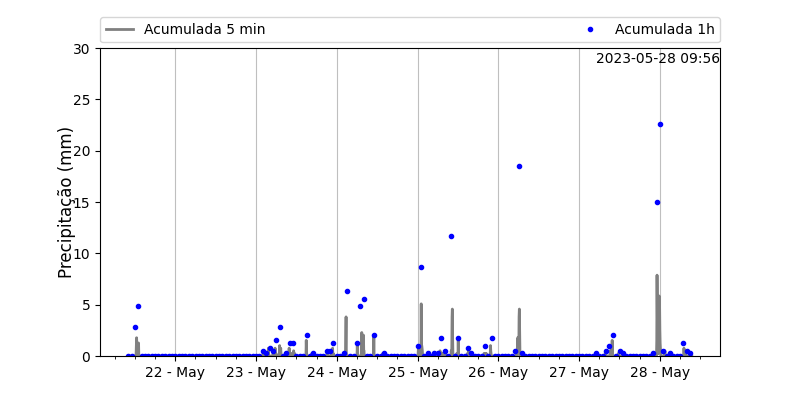 Acumulada 5 min
Acumulada 1h
2023-05-28 09:56
Precipitação (mm)
30
25
20
15
10
5
0
22 - May
23 - May
24 - May
25 - May
26 - May
27 - May
28 - May